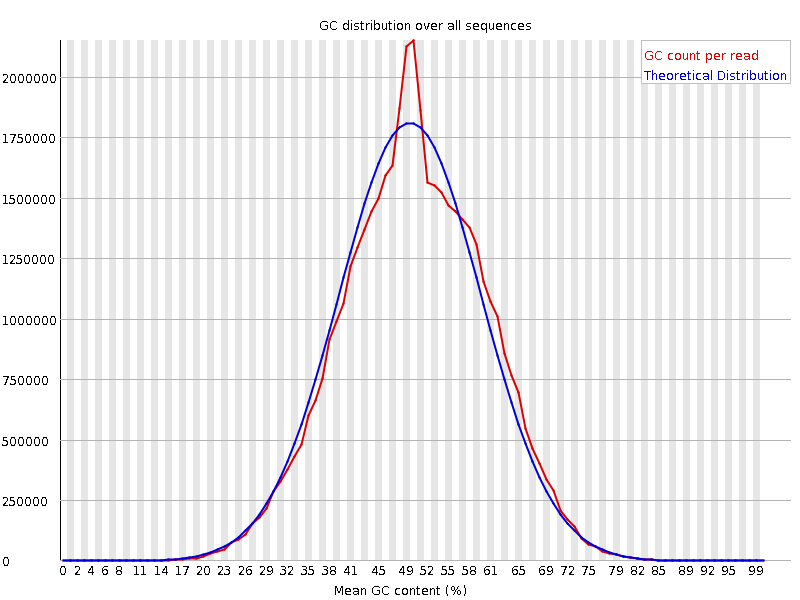 GC distribution over all sequences
GC count per read
Theoretical Distribution
2000000
1750000
1500000
1250000
1000000
750000
500000
250000
0
0 2 4 6 8 11 14 17 20 23 26 29 32 35 38 41 45 49 52 55 58 61 65 69 72 75 79 82 85 89 92 95 99
Mean GC content (%)